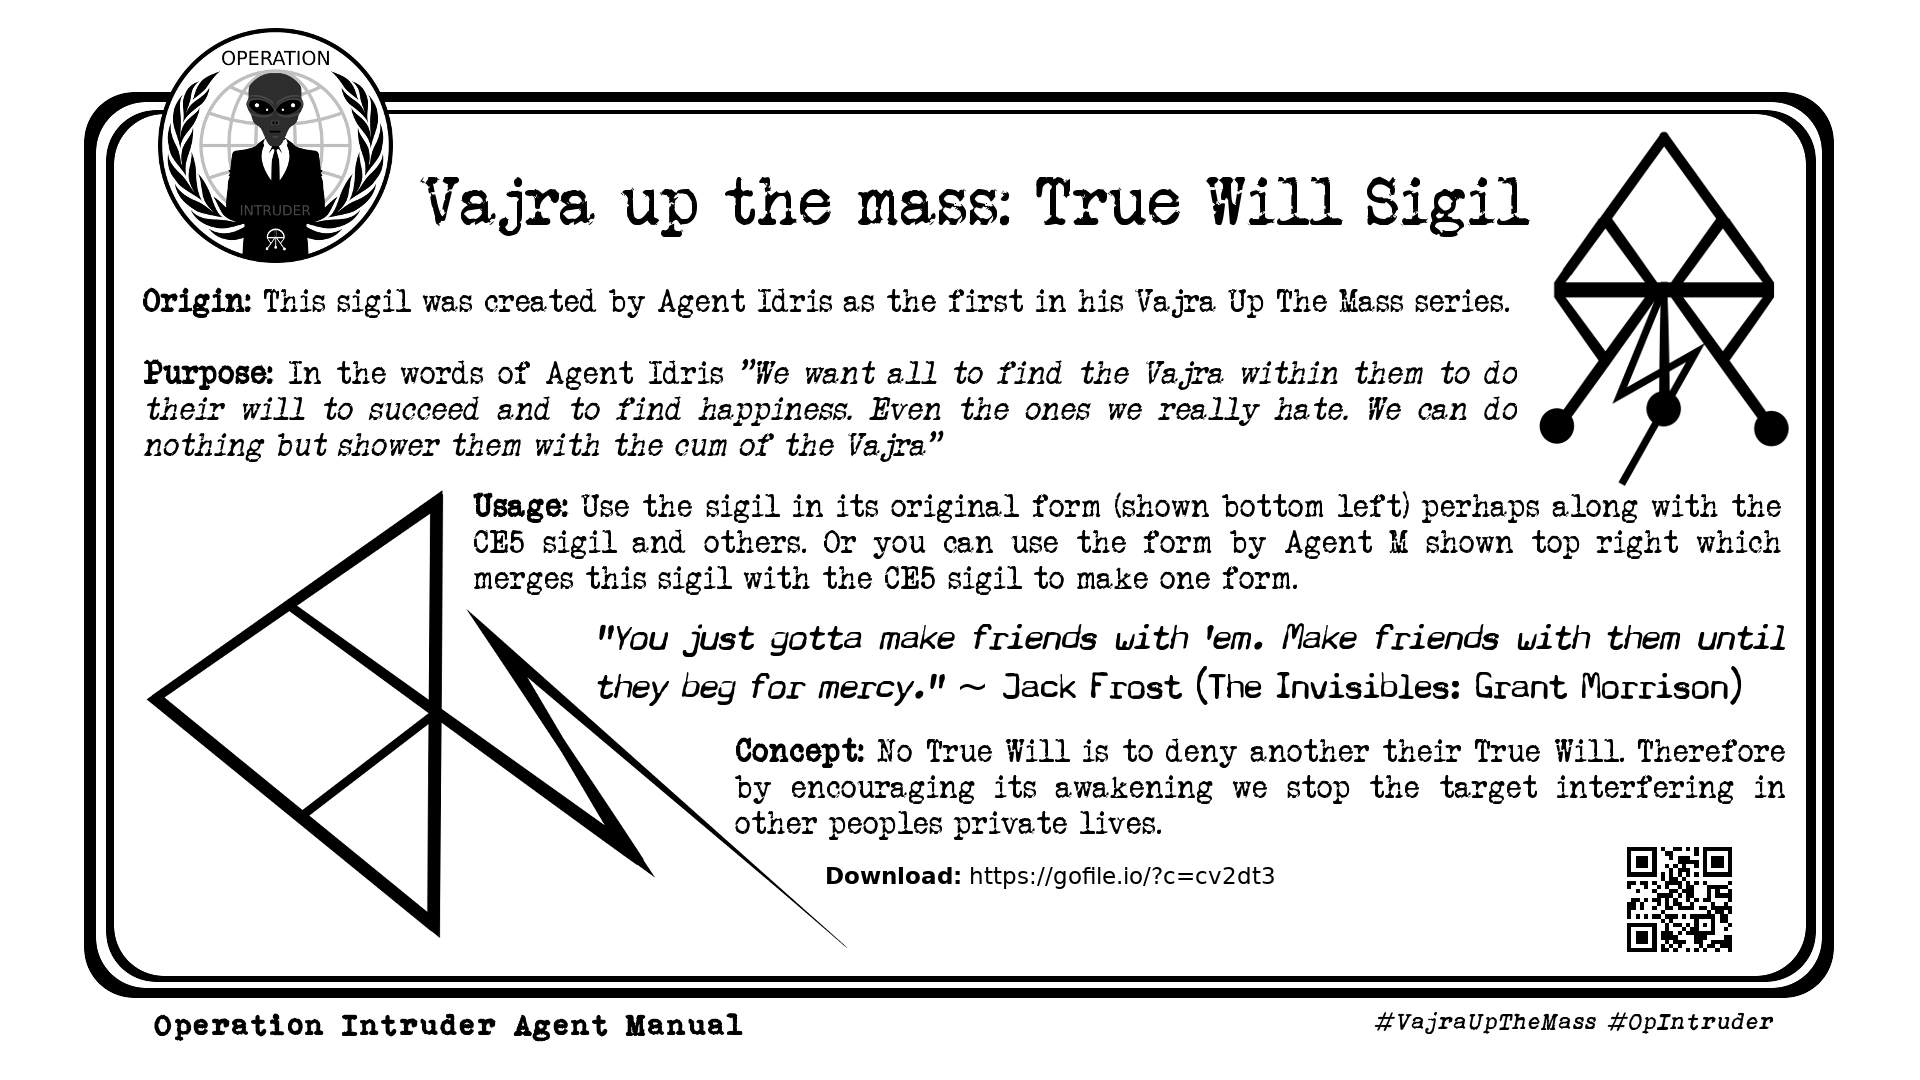 OPERATION
INTRUDER
Vajra up the mass: True Will Sigil
Origin: This sigil was created by Agent Idris as the first in his Vajra Up The Mass series.
Purpose: In the words of Agent Idris ”We want all to find the Vajra within them to do
their will to succeed and to find happiness. Even the ones we really hate. We can do
nothing but shower them with the cum of the Vajra”
Usage: Use the sigil in its original form (shown bottom left) perhaps along with the
CE5 sigil and others. Or you can use the form by Agent M shown top right which
merges this sigil with the CE5 sigil to make one form.
"You just gotta make friends with 'em. Make friends with them until
they beg for mercy." ~ Jack Frost (The Invisibles: Grant Morrison)
Concept: No True Will is to deny another their True Will. Therefore
by encouraging its awakening we stop the target interfering in
other peoples private lives.
Download: https://gofile.io/?c=cv2dt3
Operation Intruder Agent Manual
#VajraUpTheMass #OpIntruder